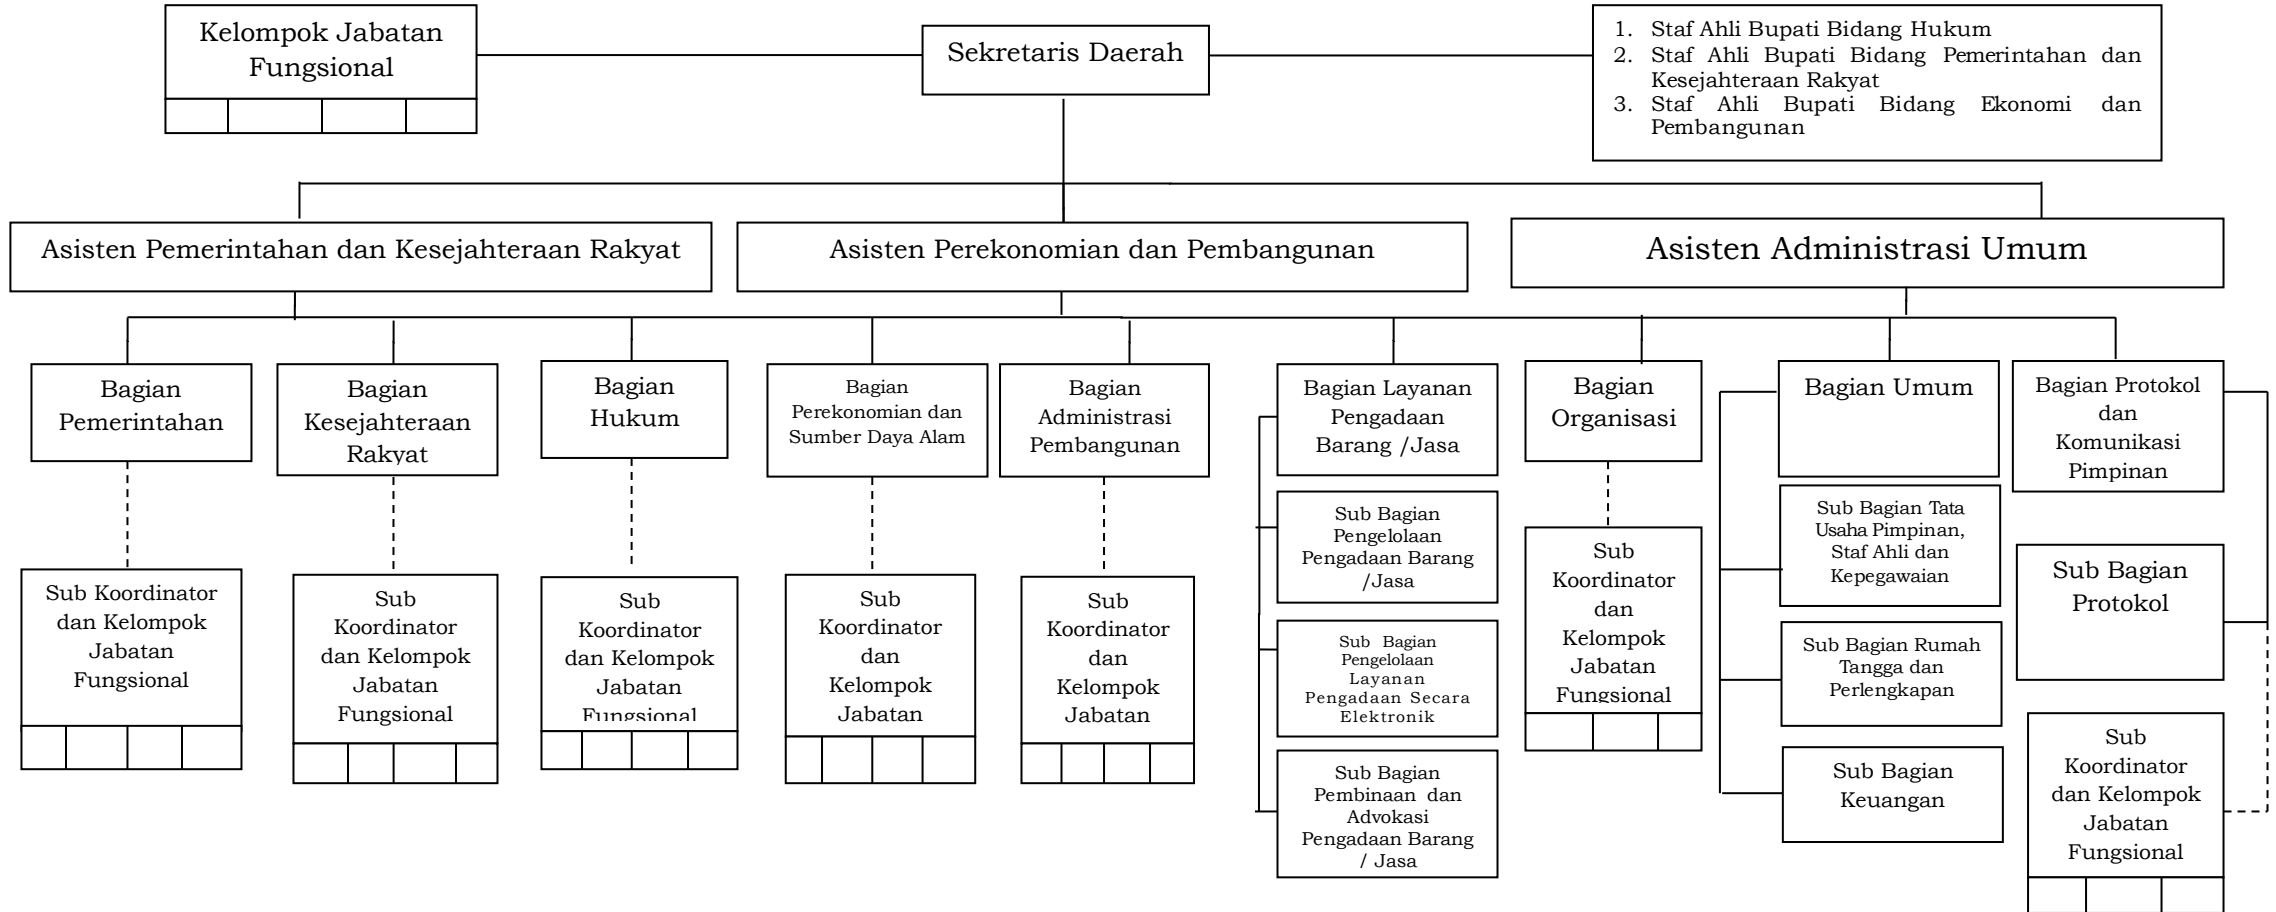 Kelompok Jabatan
Fungsional
Sekretaris Daerah
1. Staf Ahli Bupati Bidang Hukum
2. Staf Ahli Bupati Bidang Pemerintahan dan
Kesejahteraan Rakyat
3. Staf Ahli Bupati Bidang Ekonomi dan
Pembangunan
Asisten Pemerintahan dan Kesejahteraan Rakyat
Asisten Perekonomian dan Pembangunan
Asisten Administrasi Umum
Bagian
Pemerintahan
Bagian
Kesejahteraan
Rakyat
Bagian
Hukum
Bagian
Perekonomian dan
Sumber Daya Alam
Bagian
Administrasi
Pembangunan
Bagian Layanan
Pengadaan
Barang /Jasa
Bagian
Organisasi
Bagian Umum
Bagian Protokol
dan
Komunikasi
Pimpinan
Sub Koordinator
dan Kelompok
Jabatan
Fungsional
Sub
Koordinator
dan Kelompok
Jabatan
Fungsional
Sub
Koordinator
dan Kelompok
Jabatan
Fungsional
Sub
Koordinator
dan
Kelompok
Jabatan
Sub
Koordinator
dan
Kelompok
Jabatan
Sub Bagian
Pengelolaan
Pengadaan Barang
/Jasa
Sub Bagian
Pengelolaan
Layanan
Pengadaan Secara
Elektronik
Sub Bagian
Pembinaan dan
Advokasi
Pengadaan Barang
/ Jasa
Sub
Koordinator
dan
Kelompok
Jabatan
Fungsional
Sub Bagian Tata
Usaha Pimpinan,
Staf Ahli dan
Kepegawaian
Sub Bagian Rumah
Tangga dan
Perlengkapan
Sub Bagian
Keuangan
Sub Bagian
Protokol
Sub
Koordinator
dan Kelompok
Jabatan
Fungsional